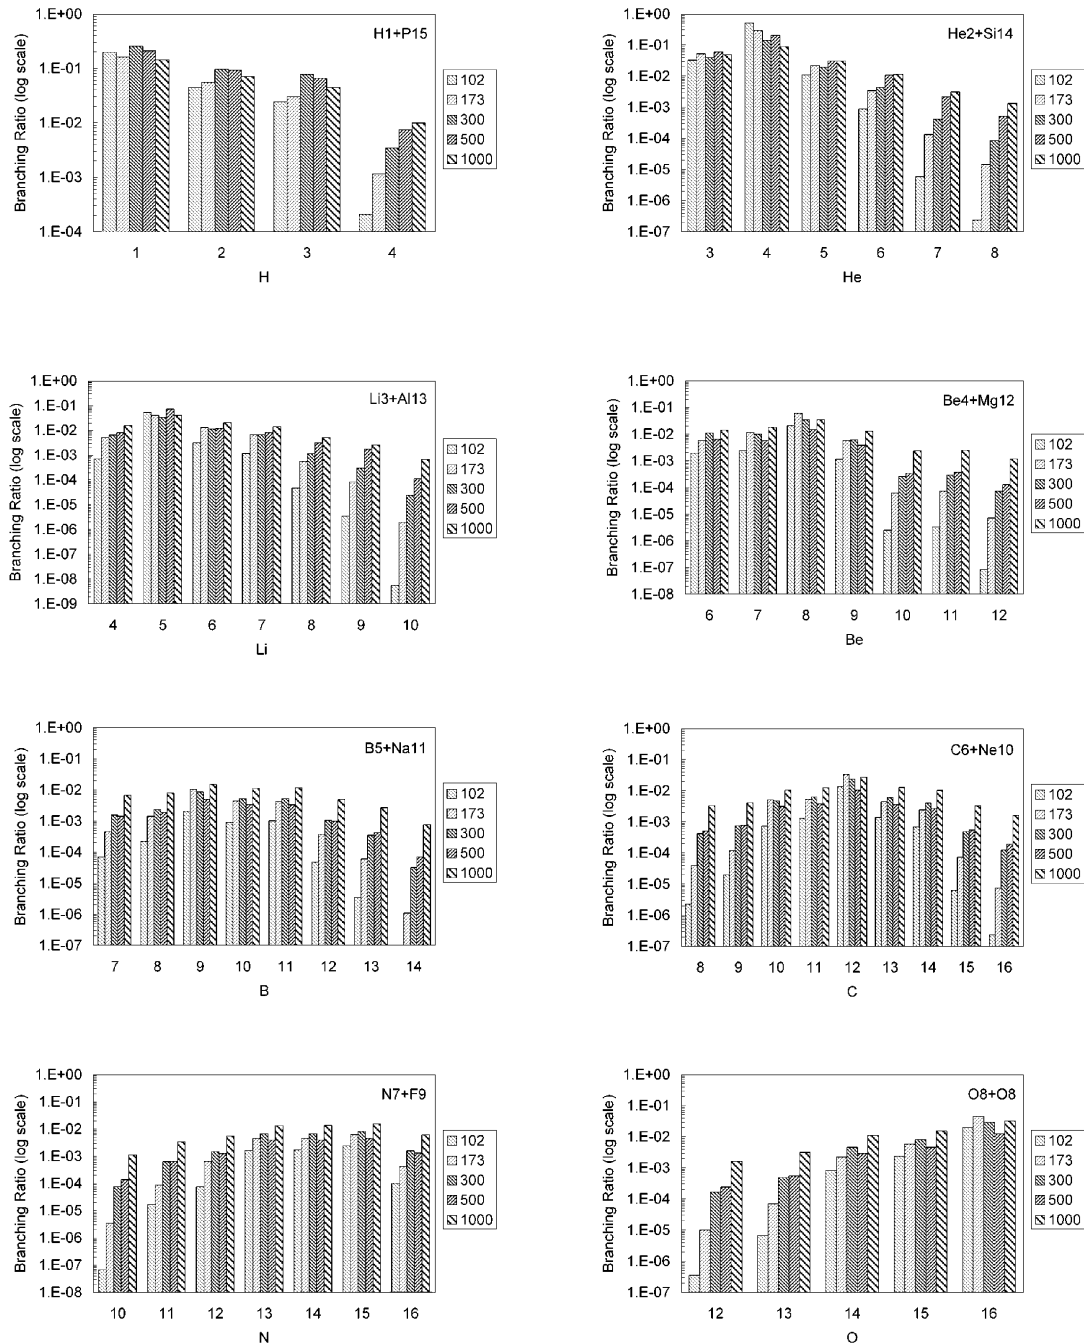 H1+P15
Branching Ratio (log scale)
1.E+00
1.E-01
1.E-02
1.E-03
1.E-04
1 2 3 4
H
102
173
300
500
1000
He2+Si14
Branching Ratio (log scale)
1.E+00
1.E-01
1.E-02
1.E-03
1.E-04
1.E-05
1.E-06
1.E-07
3 4 5 6 7 8
He
102
173
300
500
1000
Li3+Al13
Branching Ratio (log scale)
1.E+00
1.E-01
1.E-02
1.E-03
1.E-04
1.E-05
1.E-06
1.E-07
1.E-08
1.E-09
4 5 6 7 8 9 10
Li
102
173
300
500
1000
Be4+Mg12
Branching Ratio (log scale)
1.E+00
1.E-01
1.E-02
1.E-03
1.E-04
1.E-05
1.E-06
1.E-07
1.E-08
6 7 8 9 10 11 12
Be
102
173
300
500
1000
B5+Na11
Branching Ratio (log scale)
1.E+00
1.E-01
1.E-02
1.E-03
1.E-04
1.E-05
1.E-06
1.E-07
7 8 9 10 11 12 13 14
B
102
173
300
500
1000
C6+Ne10
Branching Ratio (log scale)
1.E+00
1.E-01
1.E-02
1.E-03
1.E-04
1.E-05
1.E-06
1.E-07
8 9 10 11 12 13 14 15 16
C
102
173
300
500
1000
N7+F9
Branching Ratio (log scale)
1.E+00
1.E-01
1.E-02
1.E-03
1.E-04
1.E-05
1.E-06
1.E-07
1.E-08
10 11 12 13 14 15 16
N
102
173
300
500
1000
O8+O8
Branching Ratio (log scale)
1.E+00
1.E-01
1.E-02
1.E-03
1.E-04
1.E-05
1.E-06
1.E-07
12 13 14 15 16
O
102
173
300
500
1000